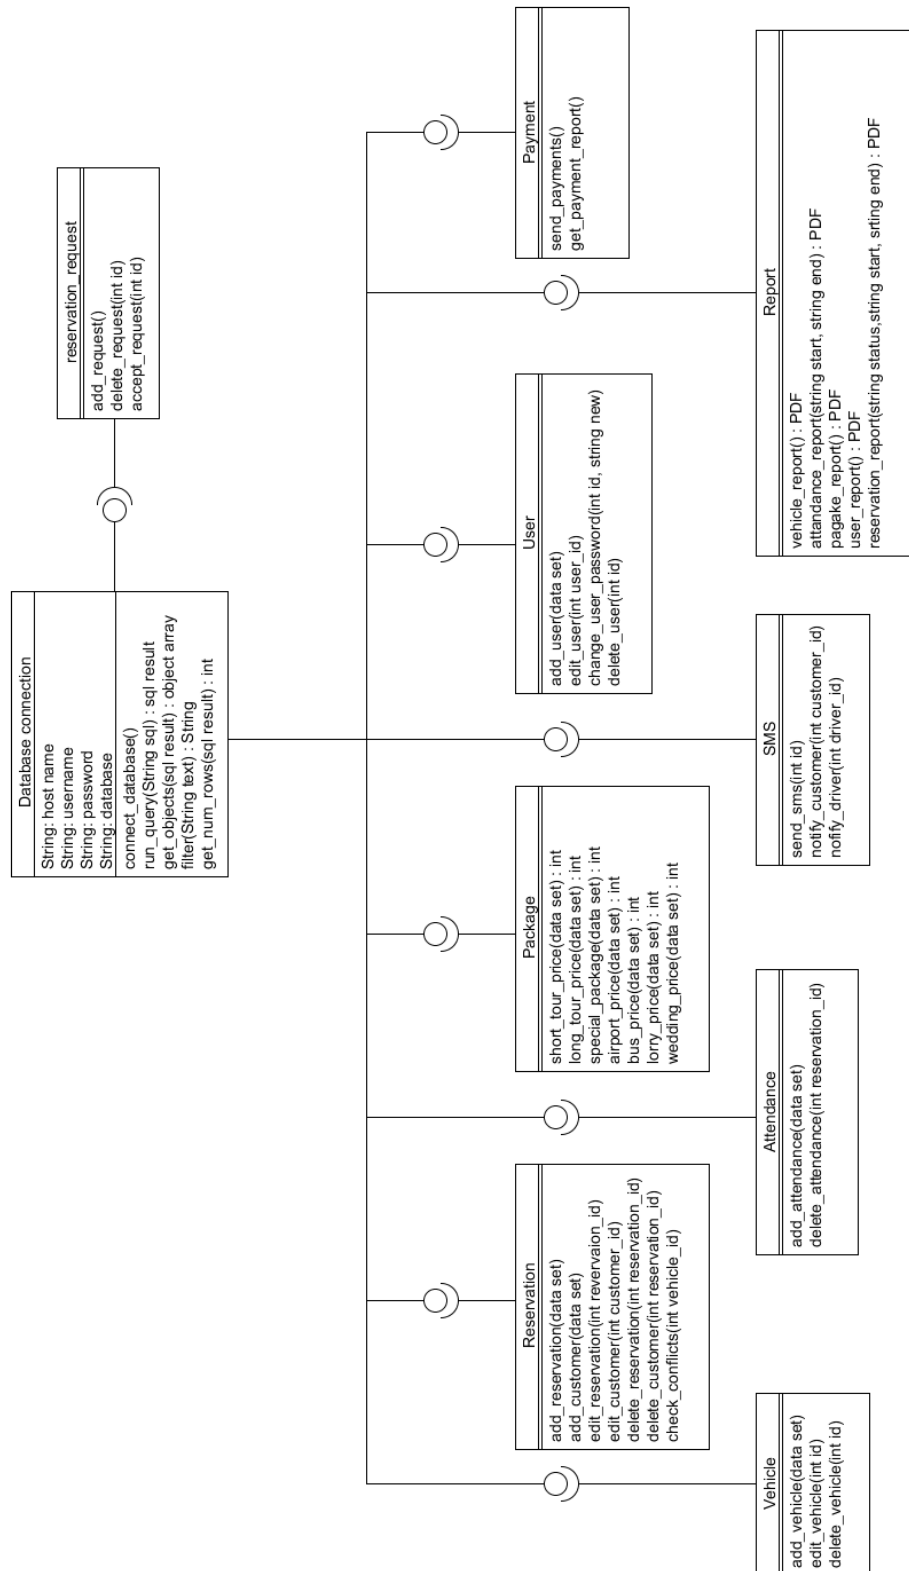 Database connection
String: host name
String: username
String: password
String: database
connect_database()
run_query(String sql) : sql result
get_objects(sql result) : object array
filter(String text) : String
get_num_rows(sql result) : int
reservation_request
add_request()
delete_request(int id)
accept_request(int id)
Reservation
add_reservation(data set)
add_customer(data set)
edit_reservation(int revervaion_id)
edit_customer(int customer_id)
delete_reservation(int reservation_id)
delete_customer(int reservation_id)
check_conflicts(int vehicle_id)
Package
short_tour_price(data set) : int
long_tour_price(data set) : int
special_package(data set) : int
airport_price(data set) : int
bus_price(data set) : int
lorry_price(data set) : int
wedding_price(data set) : int
User
add_user(data set)
edit_user(int user_id)
change_user_password(int id, string new)
delete_user(int id)
Payment
send_payments()
get_payment_report()
Vehicle
add_vehicle(data set)
edit_vehicle(int id)
delete_vehicle(int id)
Attendance
add_attendance(data set)
delete_attendance(int reservation_id)
SMS
send_sms(int id)
notify_customer(int customer_id)
nofify_driver(int driver_id)
Report
vehicle_report() : PDF
attandance_report(string start, string end) : PDF
pagake_report() : PDF
user_report() : PDF
reservation_report(string status,string start, srting end) : PDF